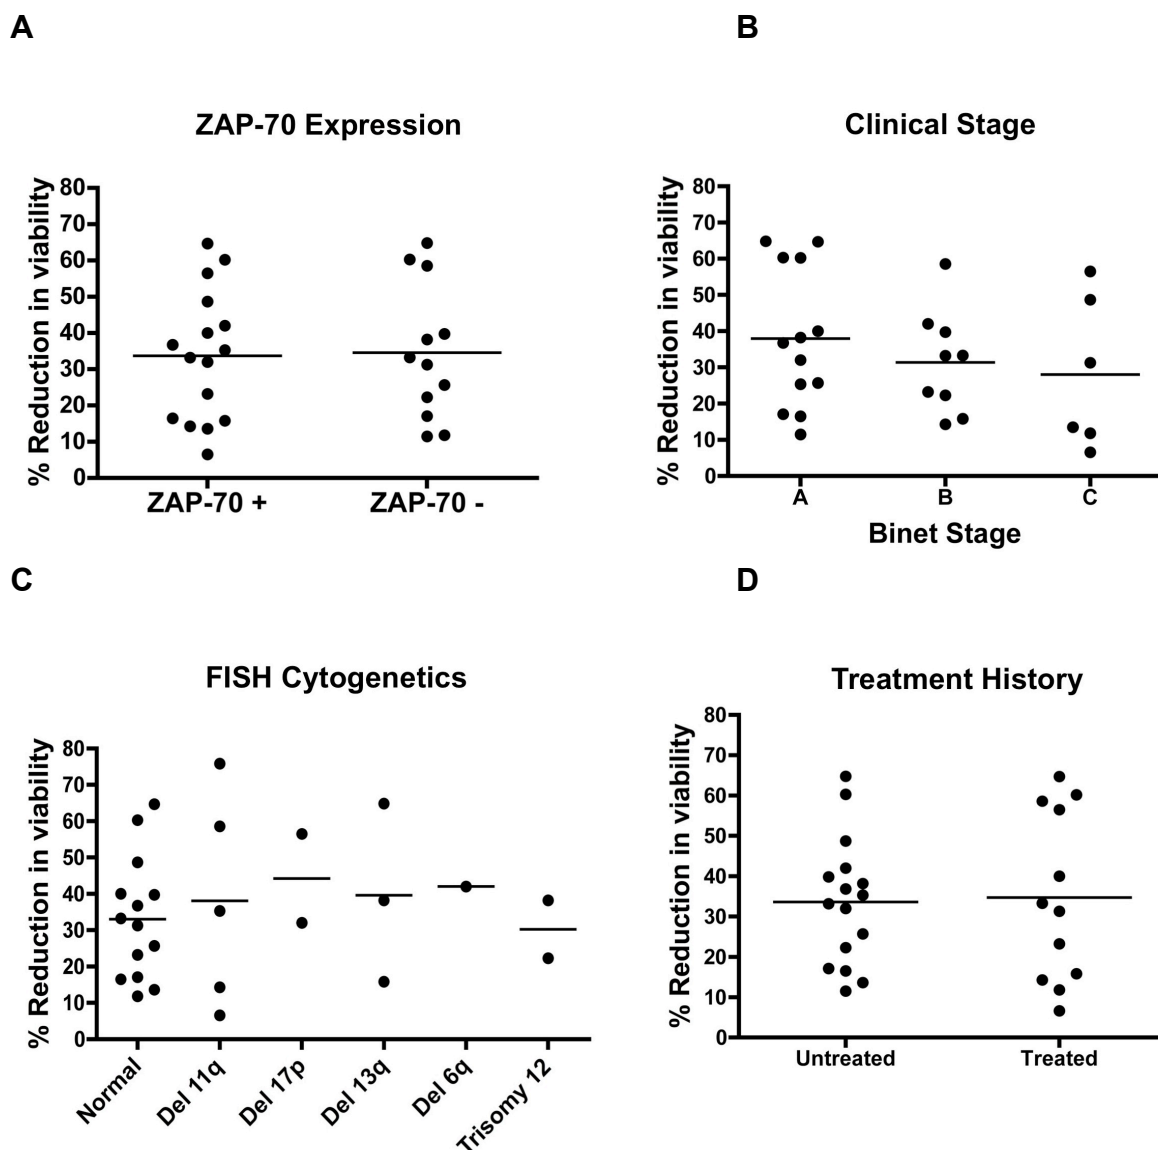 A
B
ZAP-70 Expression
Clinical Stage
% Reduction in viability
80
70
60
50
40
30
20
10
0
ZAP-70 +
ZAP-70 -
% Reduction in viability
80
70
60
50
40
30
20
10
0
A
B
C
Binet Stage
C
D
FISH Cytogenetics
Treatment History
% Reduction in viability
80
70
60
50
40
30
20
10
0
Normal
Del 11q
Del 17p
Del 13q
Del 6q
Trisomy 12
% Reduction in viability
80
70
60
50
40
30
20
10
0
Untreated
Treated